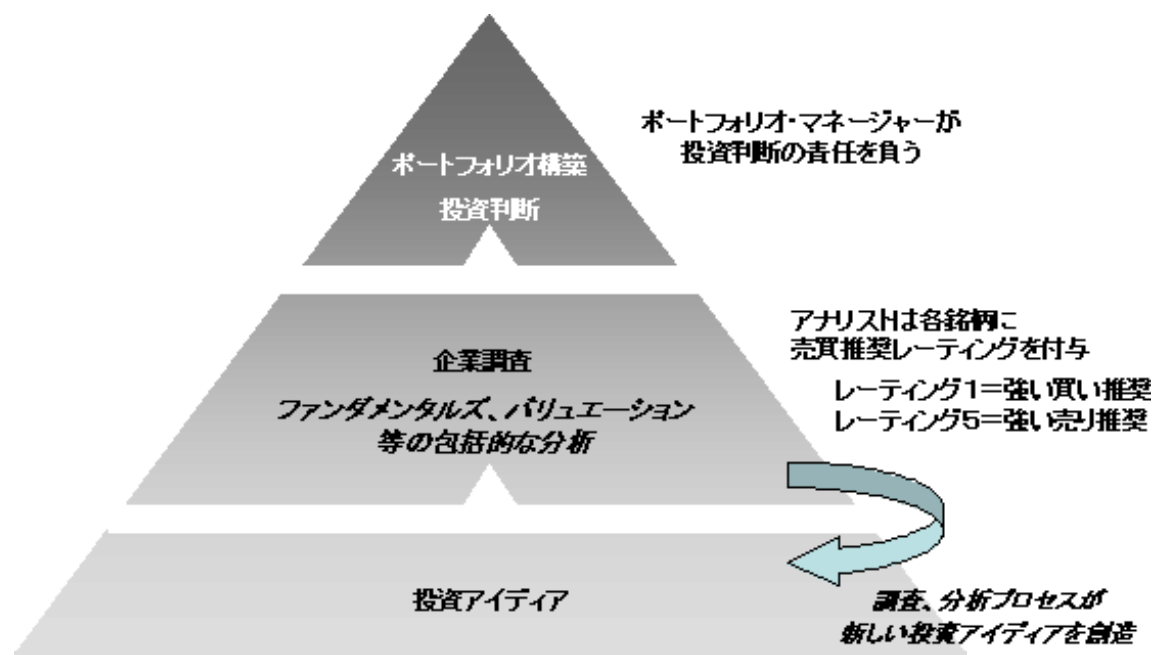 ポートフォリオ・マネージャーが
投資判断の責任を負う
ポートフォリオ構築
投資判断
アナリストは各銘柄に
売買推奨レーティングを付与
レーティング1=強い買い推奨
レーティング5=強い売り推奨
企業調査
ファンダメンタルズ、バリュエーション
等の包括的な分析
投資アイディア
調査、分析プロセスが
新しい投資アイディアを創造